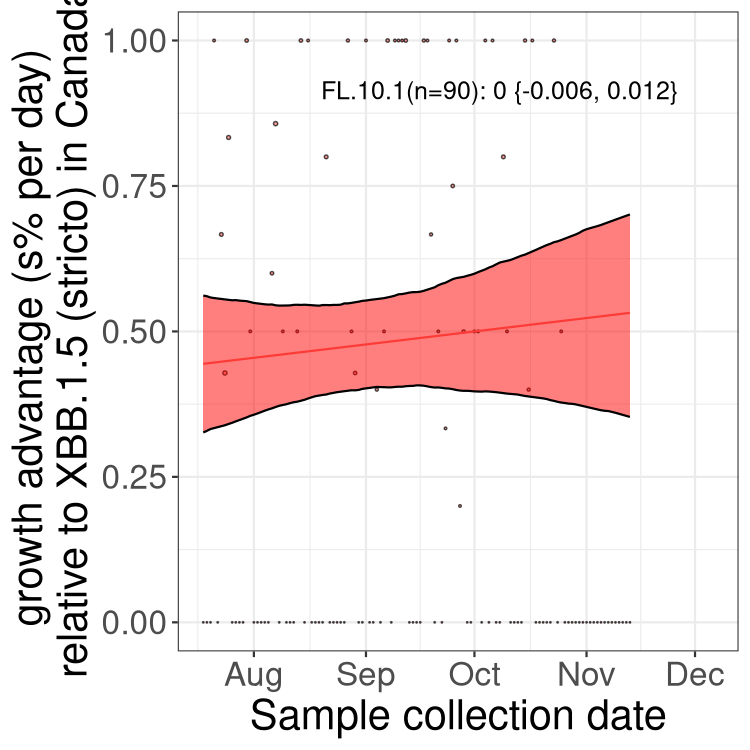 growth advantage (s% per day)
relative to XBB.1.5 (stricto) in Canada
1.00
FL.10.1(n=90): 0 {-0.006, 0.012}
0.75
0.50
0.25
0.00
Aug Sep Oct Nov Dec
Sample collection date